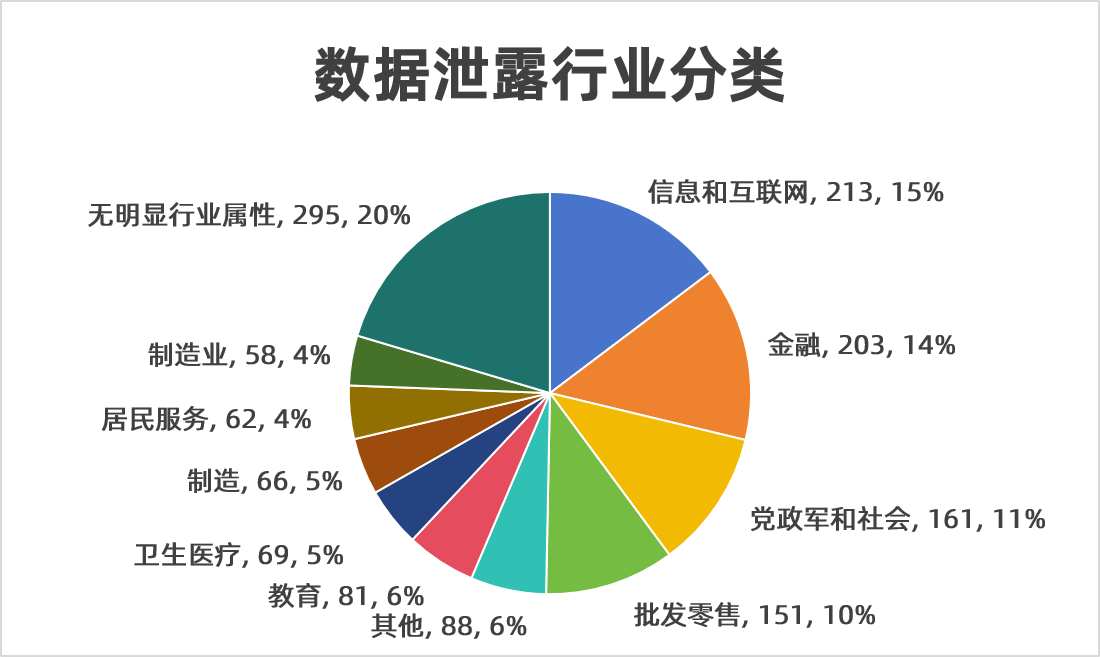 数据泄露行业分类
信息和互联网, 213, 15%
无明显行业属性, 295, 20%
金融, 203, 14%
制造业, 58, 4%
居民服务, 62, 4%
制造, 66, 5%
党政军和社会, 161, 11%
卫生医疗, 69, 5%
教育, 81, 6%
批发零售, 151, 10%
其他, 88, 6%